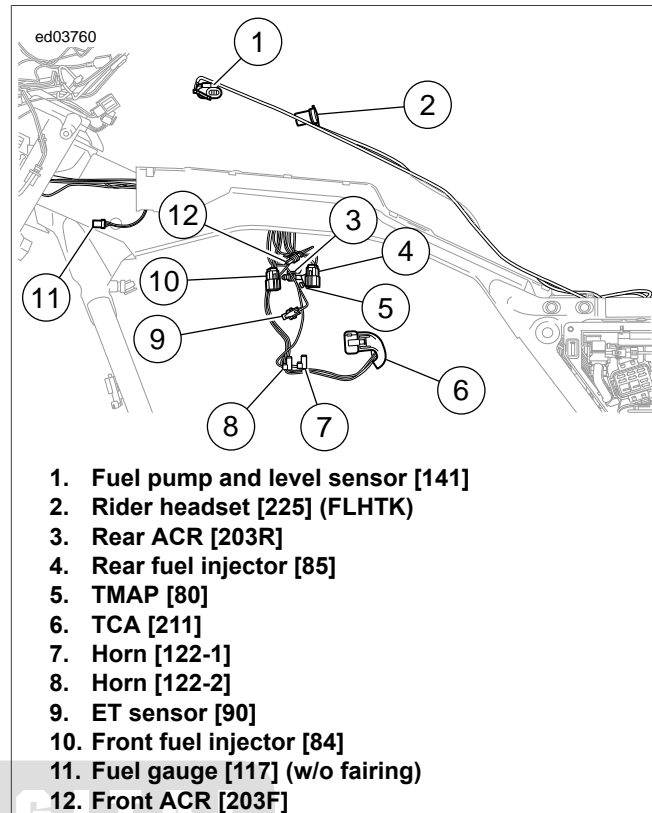 ed03760
1
2
12
3
4
11
10
5
9
6
8
7
1. Fuel pump and level sensor [141]
2. Rider headset [225] (FLHTK)
3. Rear ACR [203R]
4. Rear fuel injector [85]
5. TMAP [80]
6. TCA [211]
7. Horn [122-1]
8. Horn [122-2]
9. ET sensor [90]
10. Front fuel injector [84]
11. Fuel gauge [117] (w/o fairing)
12. Front ACR [203F]